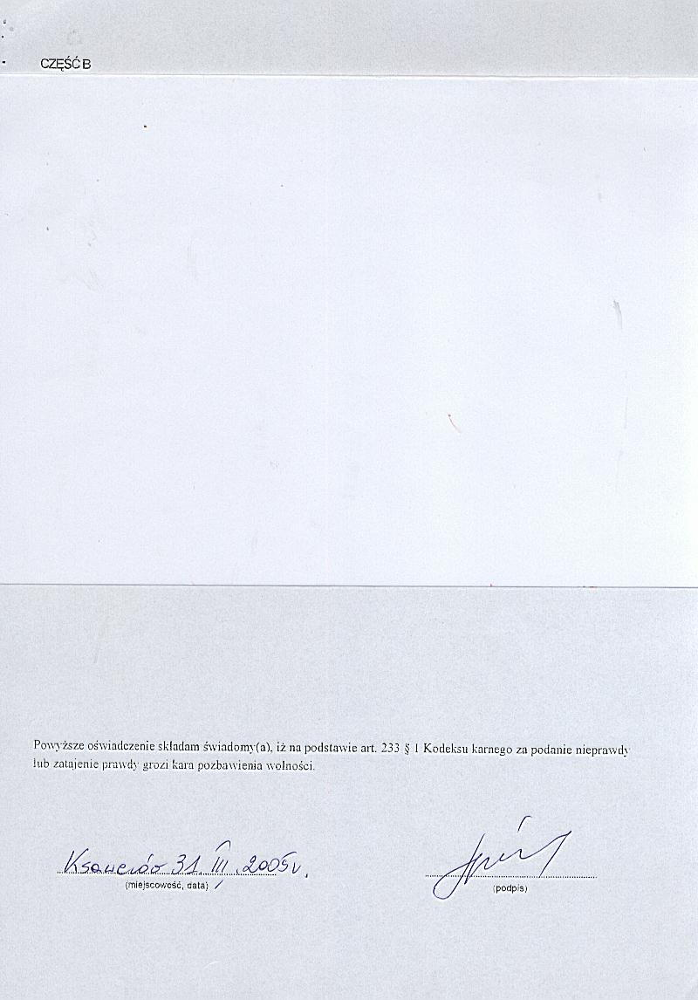 CZĘŚĆ B
Powyższe oświadczenie składam świadomy(a), iż na podstawie art. 233 § 1 Kodeksu karnego za podanie nieprawdy
lub zatajenie prawdy grozi kara pozbawienia wolności.
Ksawerów 31. III. 2005r.
(miejscowość, data)
(podpis)